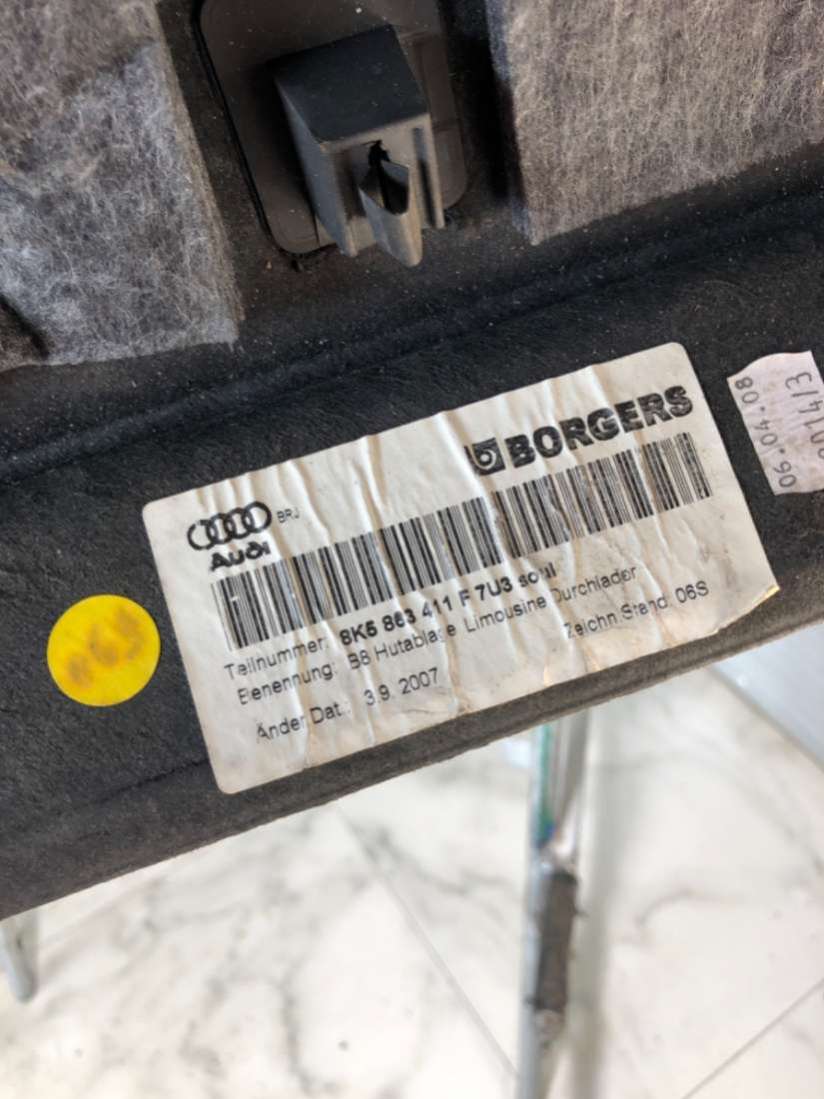 BORGERS
AUDI
BRJ
Teilnummer: 8K5 863 411 F 7U3 soul
Benennung: B8 Hutablage Limousine Durchlader
Änder.Dat.: 3.9. 2007 Zeichn.Stand. 06S
06.04.08
2014/3